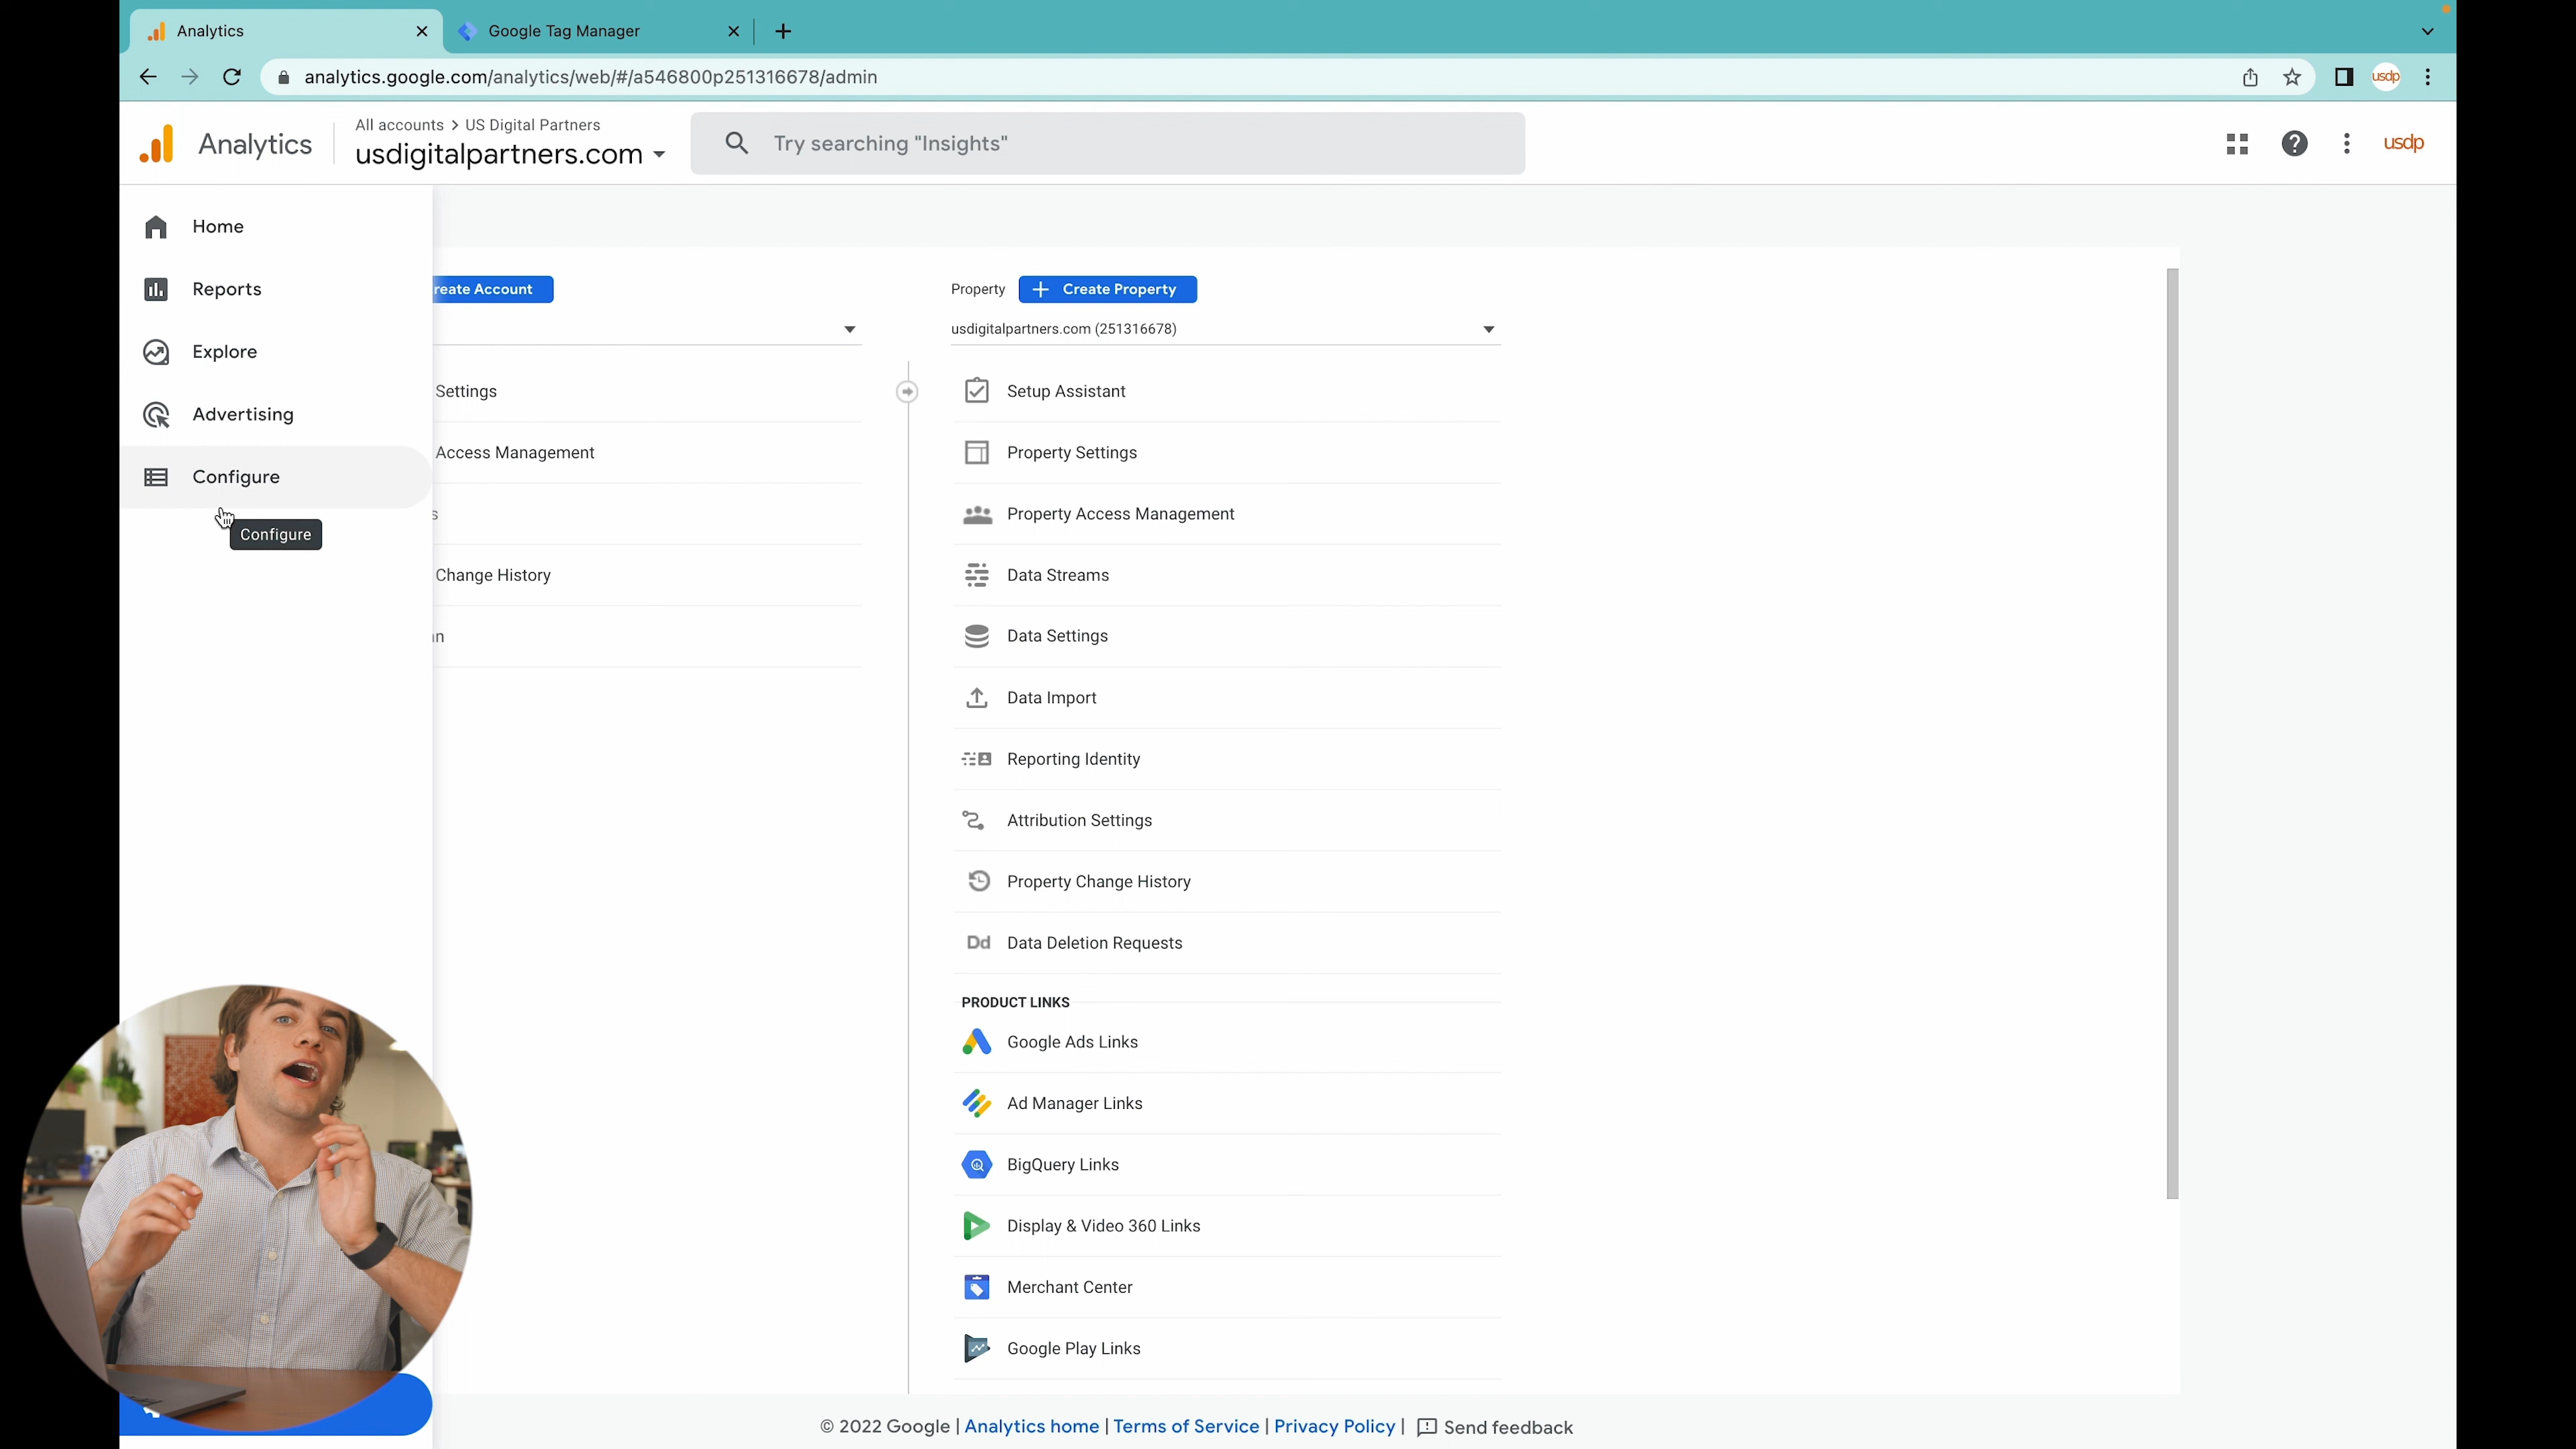 Analytics
Google Tag Manager
analytics.google.com/analytics/web/#/a546800p251316678/admin
usdp
Analytics
All accounts > US Digital Partners
usdigitalpartners.com
Try searching "Insights"
usdp
Home
Reports
Explore
Advertising
Configure
Configure
reate Account
Settings
Access Management
s
Change History
Property
Create Property
usdigitalpartners.com (251316678)
Setup Assistant
Property Settings
Property Access Management
Data Streams
Data Settings
Data Import
Reporting Identity
Attribution Settings
Property Change History
Dd Data Deletion Requests
PRODUCT LINKS
Google Ads Links
Ad Manager Links
BigQuery Links
Display & Video 360 Links
Merchant Center
Google Play Links
© 2022 Google | Analytics home | Terms of Service | Privacy Policy | Send feedback